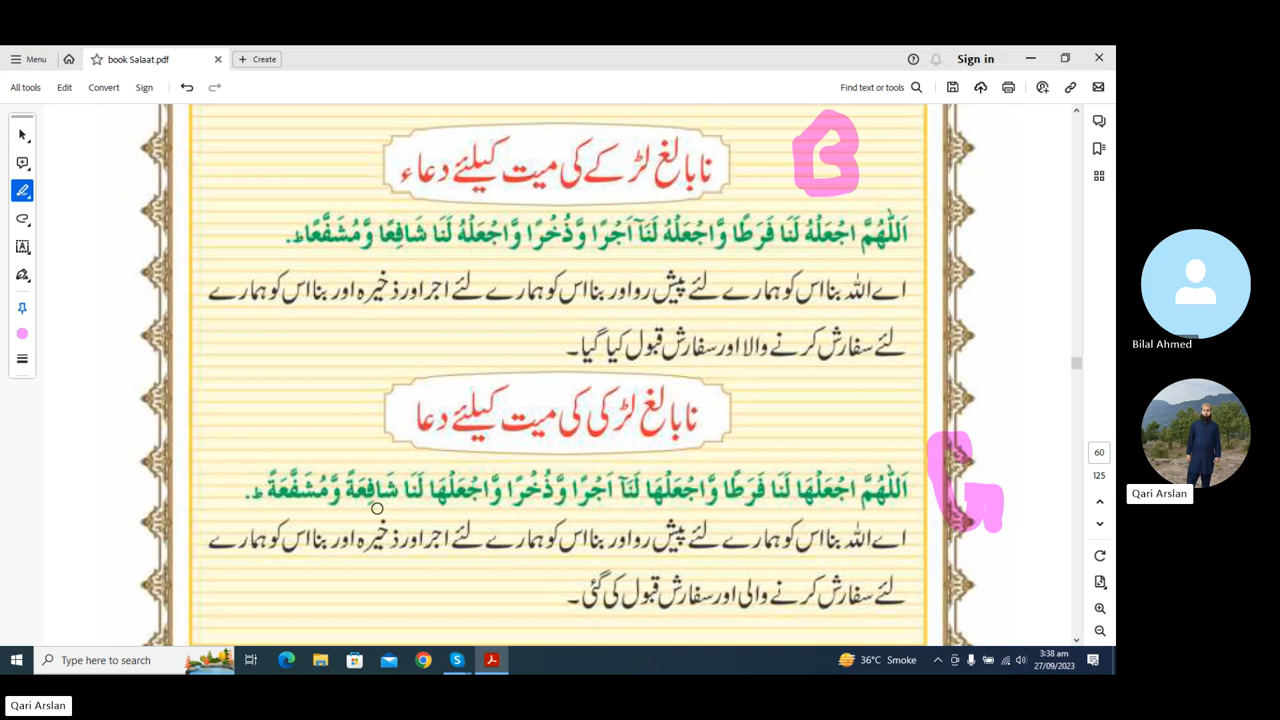 Menu
book Salaat.pdf
Create
Sign in
All tools
Edit
Convert
Sign
Find text or tools
B
نابالغ لڑکے کی میت کیلئے دعاء
اَللّٰهُمَّ اجْعَلْهُ لَنَا فَرَطًا وَّاجْعَلْهُ لَنَاۤ اَجْرًا وَّذُخْرًا وَّاجْعَلْهُ لَنَا شَافِعًا وَّمُشَفَّعًا ط.
اے اللہ بنا اس کو ہمارے لئے پیش رو اور بنا اس کو ہمارے لئے اجر اور ذخیرہ اور بنا اس کو ہمارے
لئے سفارش کرنے والا اور سفارش قبول کیا گیا۔
نابالغ لڑکی کی میت کیلئے دعا
اَللّٰهُمَّ اجْعَلْهَا لَنَا فَرَطًا وَّاجْعَلْهَا لَنَاۤ اَجْرًا وَّذُخْرًا وَّاجْعَلْهَا لَنَا شَافِعَةً وَّمُشَفَّعَةً ط.
اے اللہ بنا اس کو ہمارے لئے پیش رو اور بنا اس کو ہمارے لئے اجر اور ذخیرہ اور بنا اس کو ہمارے
لئے سفارش کرنے والی اور سفارش قبول کی گئی۔
60
125
Bilal Ahmed
Qari Arslan
Type here to search
36°C Smoke
3:38 am
27/09/2023
Qari Arslan